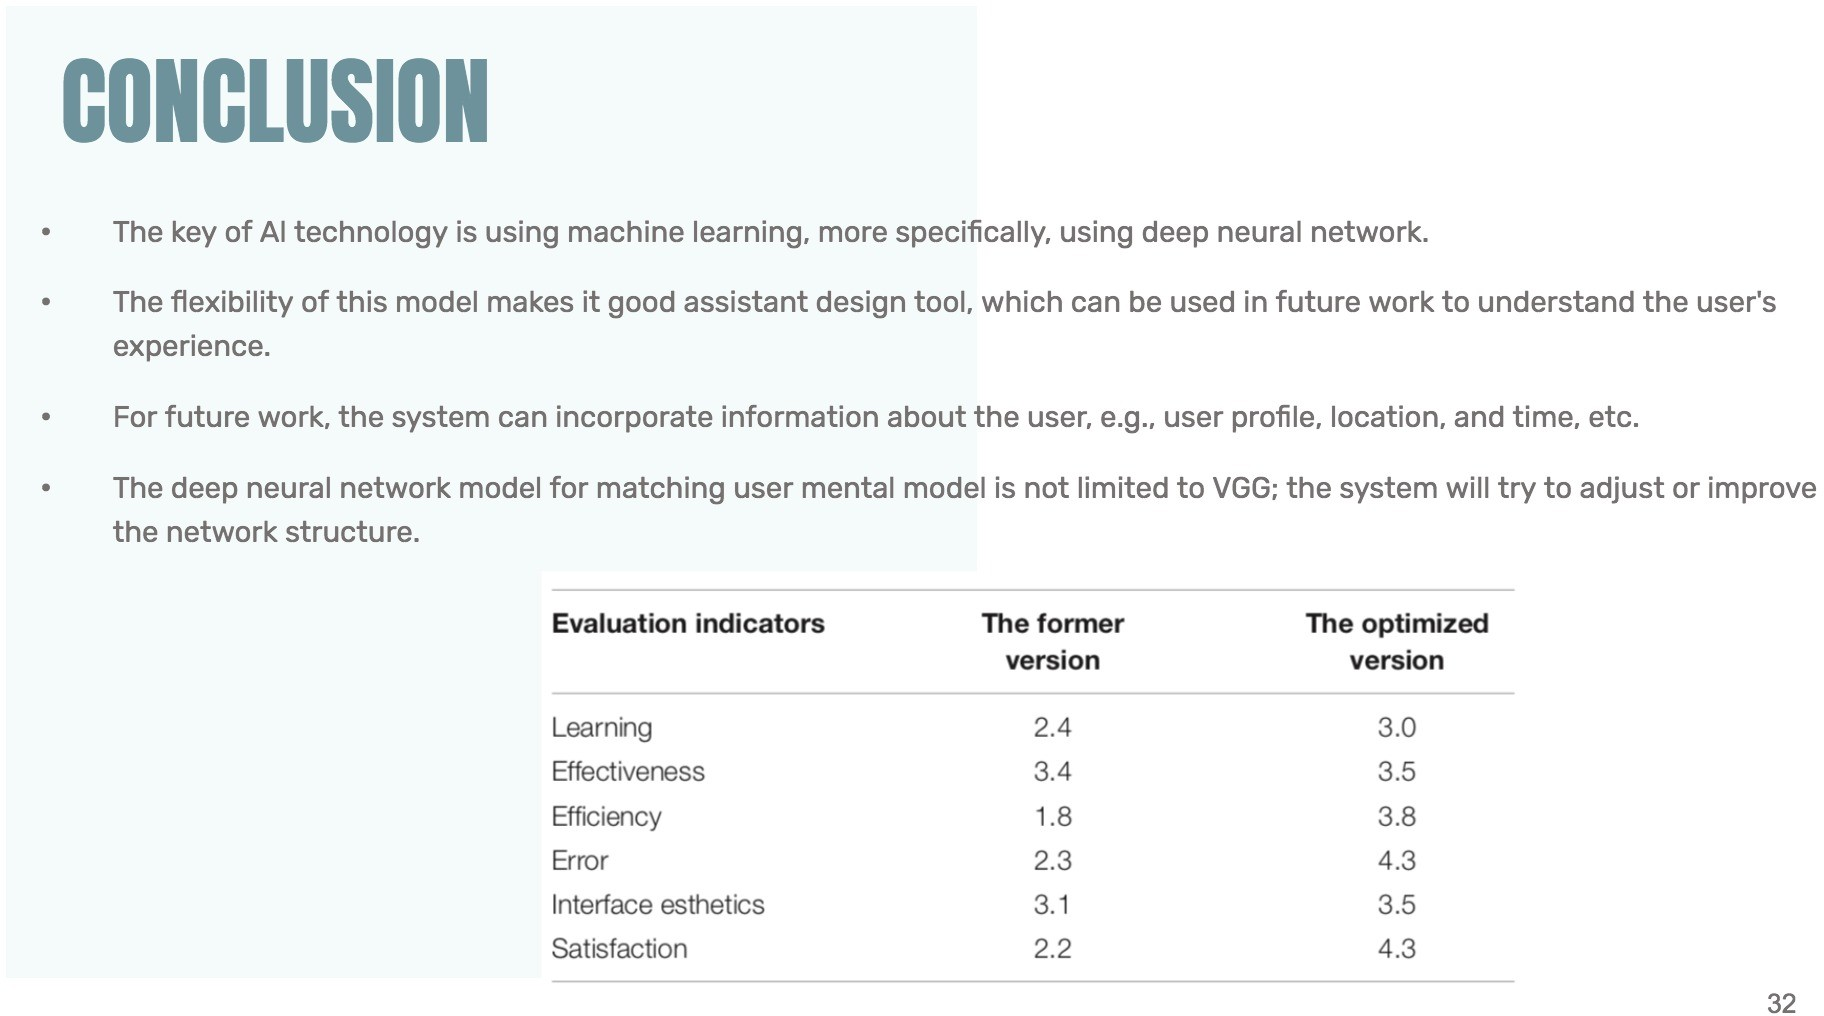 CONCLUSION
• The key of AI technology is using machine learning, more specifically, using deep neural network.
• The flexibility of this model makes it good assistant design tool, which can be used in future work to understand the user's
experience.
• For future work, the system can incorporate information about the user, e.g., user profile, location, and time, etc.
• The deep neural network model for matching user mental model is not limited to VGG; the system will try to adjust or improve
the network structure.
Evaluation indicators The former The optimized
version version
Learning 2.4 3.0
Effectiveness 3.4 3.5
Efficiency 1.8 3.8
Error 2.3 4.3
Interface esthetics 3.1 3.5
Satisfaction 2.2 4.3
32